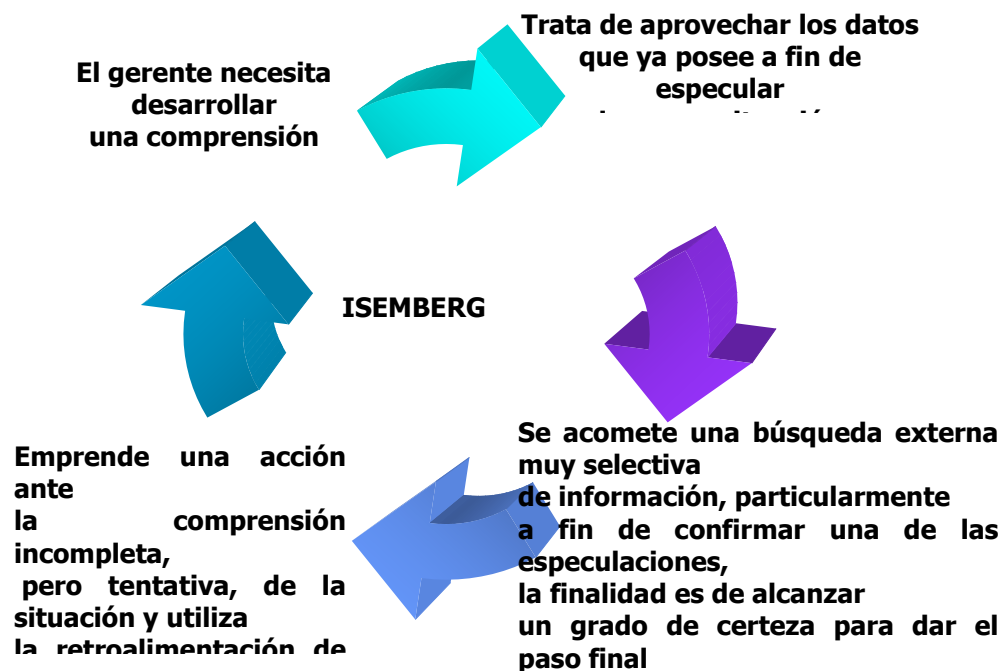 El gerente necesita
desarrollar
una comprensión
Trata de aprovechar los datos
que ya posee a fin de
especular
ISEMBERG
Se acomete una búsqueda externa
muy selectiva
de información, particularmente
a fin de confirmar una de las
especulaciones,
la finalidad es de alcanzar
un grado de certeza para dar el
paso final
Emprende una acción
ante
la comprensión
incompleta,
pero tentativa, de la
situación y utiliza
la retroalimentación de